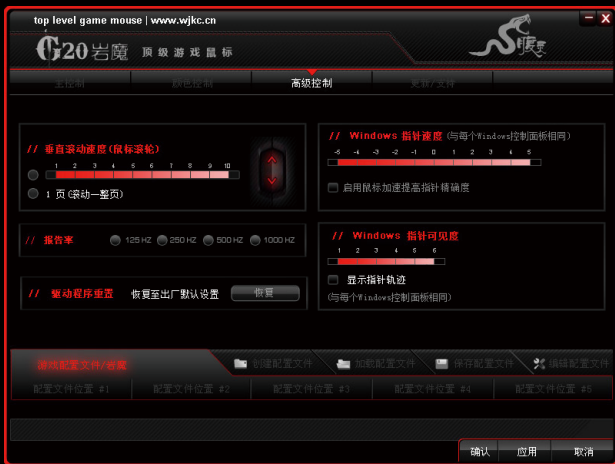 top level game mouse | www.wjkc.cn
G20岩魔 顶级游戏鼠标
主控制 颜色控制 高级控制 更新/支持
// 垂直滚动速度(鼠标滚轮)
1 2 3 4 5 6 7 8 9 10
1 页(滚动一整页)
// Windows 指针速度 (与每个Windows控制面板相同)
-5 -4 -3 -2 -1 0 1 2 3 4 5
启用鼠标加速提高指针精确度
// 报告率 125 HZ 250 HZ 500 HZ 1000 HZ
// Windows 指针可见度
1 2 3 4 5 6
显示指针轨迹
(与每个Windows控制面板相同)
// 驱动程序重置 恢复至出厂默认设置 恢复
创建配置文件 加载配置文件 保存配置文件 编辑配置文件
配置文件位置 #1 配置文件位置 #2 配置文件位置 #3 配置文件位置 #4 配置文件位置 #5
确认 应用 取消